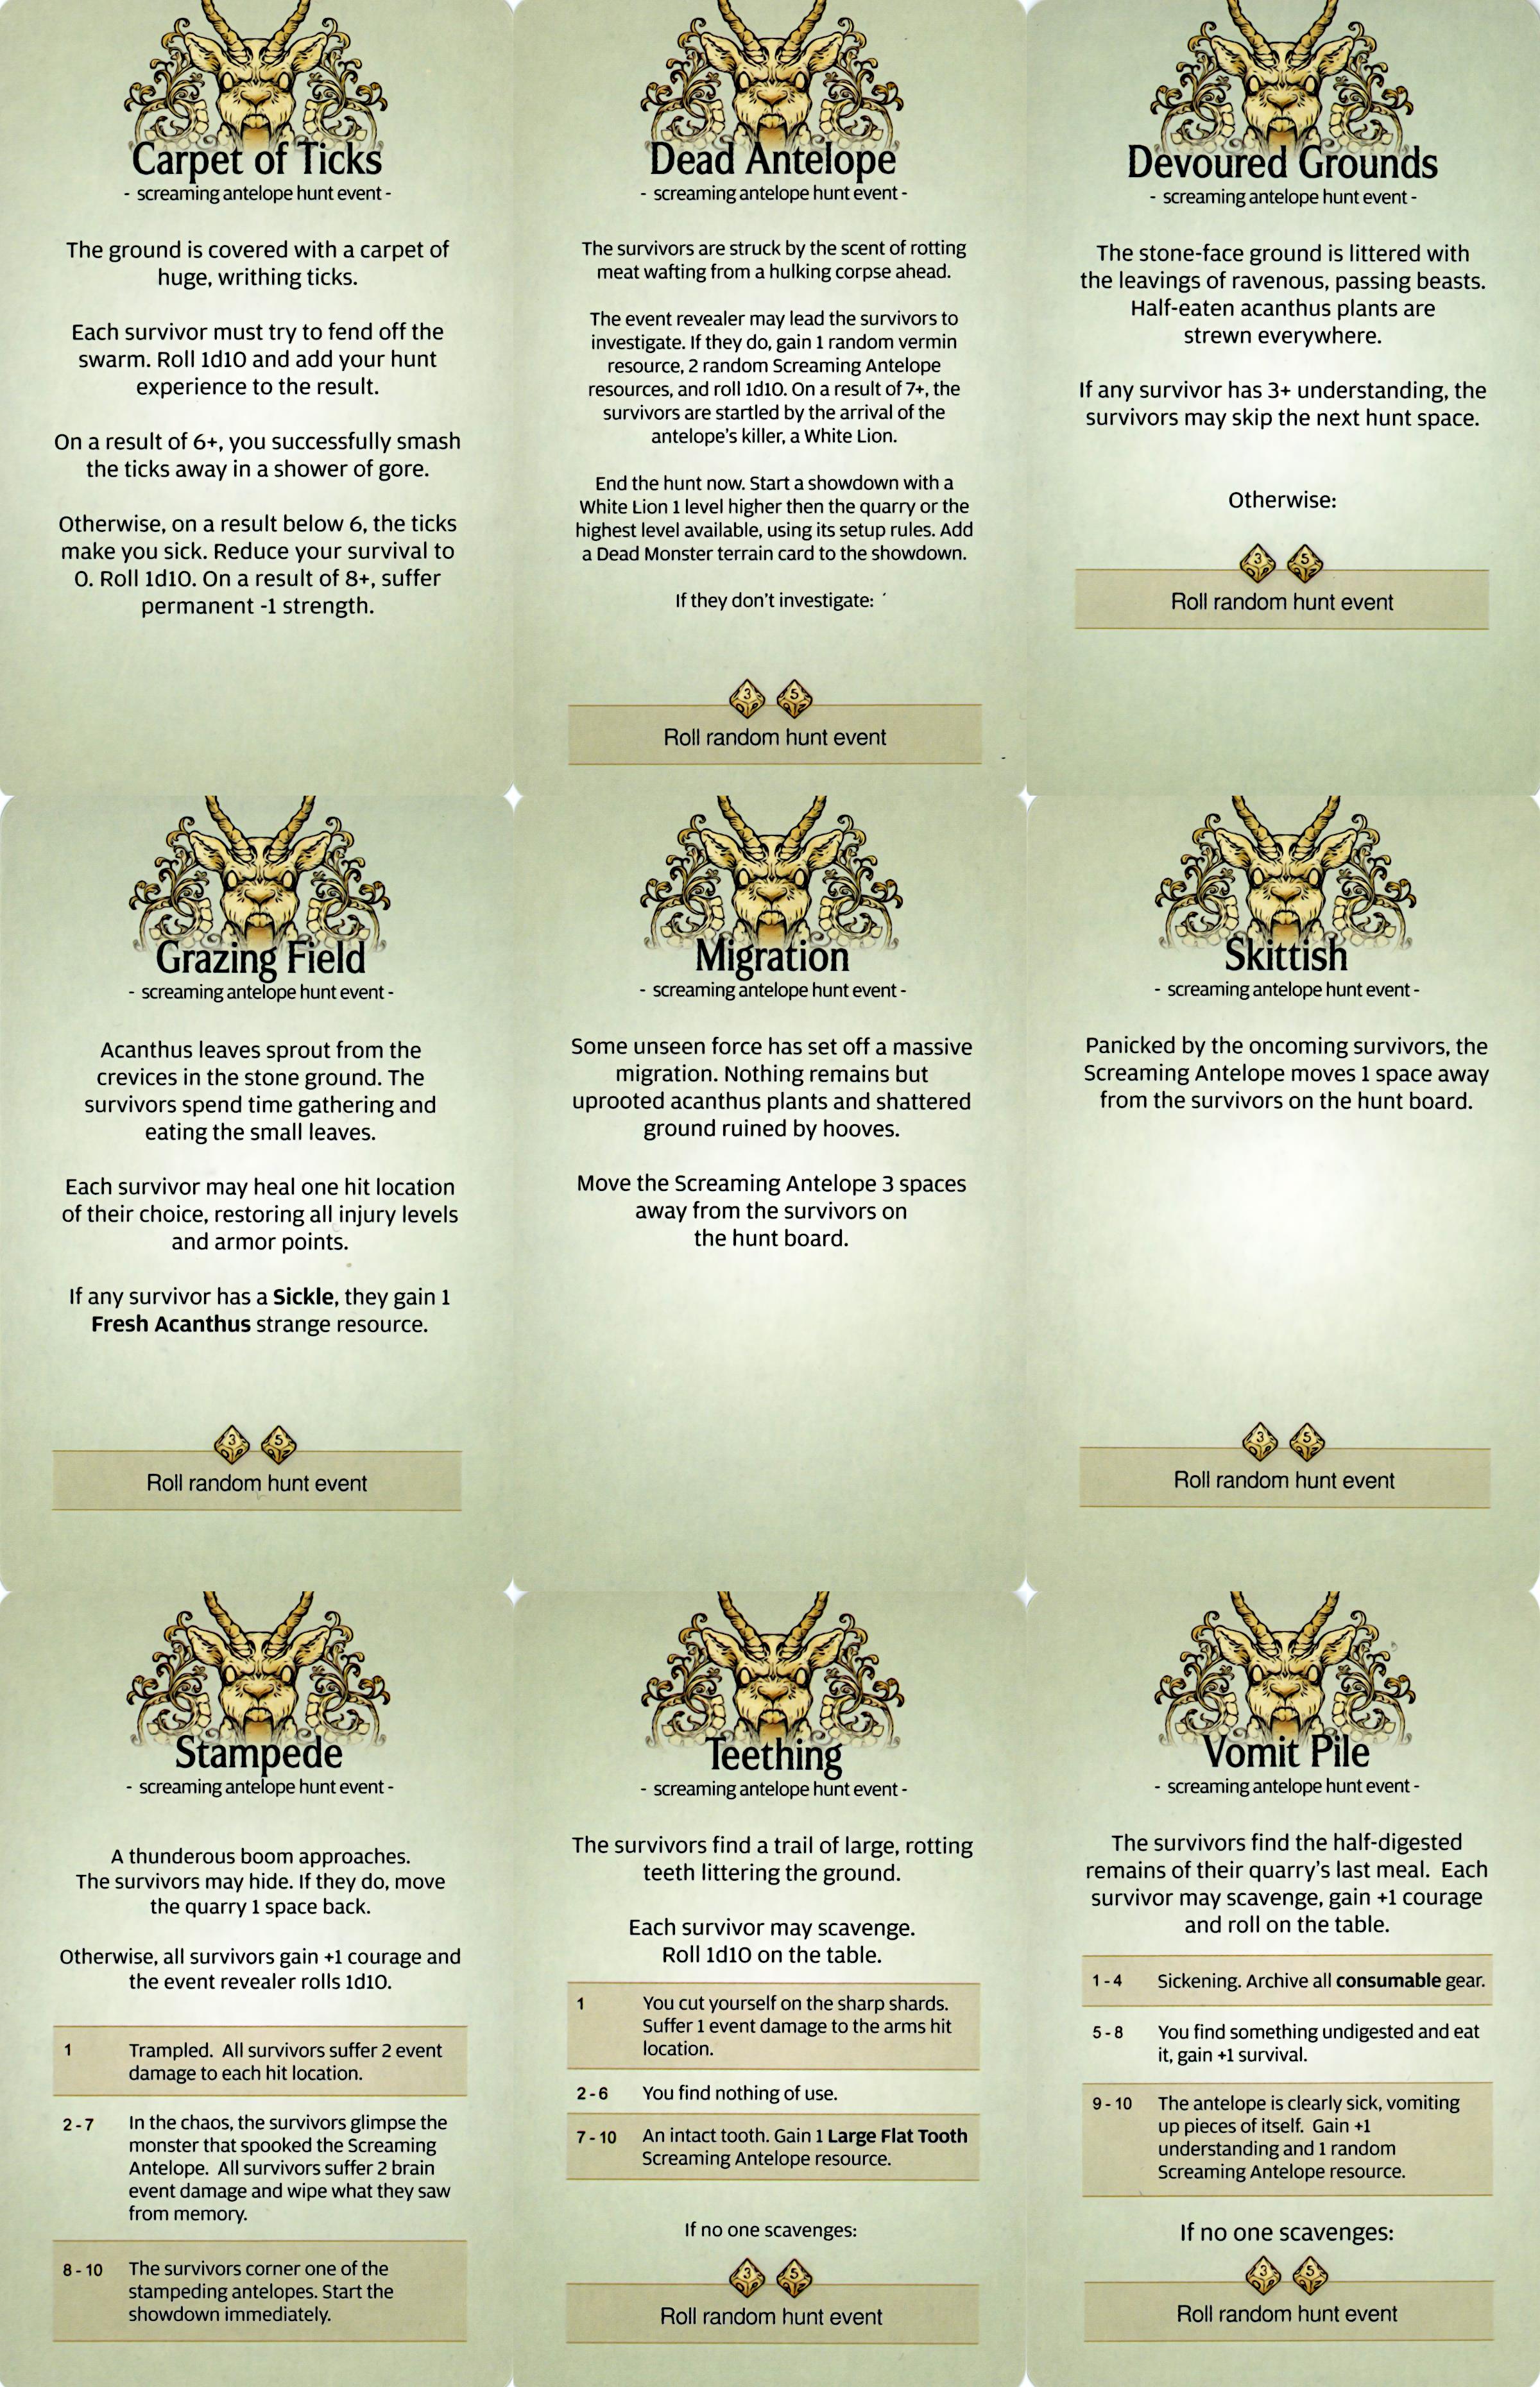 Carpet of Ticks
- screaming antelope hunt event -
The ground is covered with a carpet of
huge, writhing ticks.
Each survivor must try to fend off the
swarm. Roll 1d10 and add your hunt
experience to the result.
On a result of 6+, you successfully smash
the ticks away in a shower of gore.
Otherwise, on a result below 6, the ticks
make you sick. Reduce your survival to
0. Roll 1d10. On a result of 8+, suffer
permanent -1 strength.
Dead Antelope
- screaming antelope hunt event -
The survivors are struck by the scent of rotting
meat wafting from a hulking corpse ahead.
The event revealer may lead the survivors to
investigate. If they do, gain 1 random vermin
resource, 2 random Screaming Antelope
resources, and roll 1d10. On a result of 7+, the
survivors are startled by the arrival of the
antelope's killer, a White Lion.
End the hunt now. Start a showdown with a
White Lion 1 level higher then the quarry or the
highest level available, using its setup rules. Add
a Dead Monster terrain card to the showdown.
If they don't investigate:
3 5
Roll random hunt event
Devoured Grounds
- screaming antelope hunt event -
The stone-face ground is littered with
the leavings of ravenous, passing beasts.
Half-eaten acanthus plants are
strewn everywhere.
If any survivor has 3+ understanding, the
survivors may skip the next hunt space.
Otherwise:
3 5
Roll random hunt event
Grazing Field
- screaming antelope hunt event -
Acanthus leaves sprout from the
crevices in the stone ground. The
survivors spend time gathering and
eating the small leaves.
Each survivor may heal one hit location
of their choice, restoring all injury levels
and armor points.
If any survivor has a Sickle, they gain 1
Fresh Acanthus strange resource.
3 5
Roll random hunt event
Migration
- screaming antelope hunt event -
Some unseen force has set off a massive
migration. Nothing remains but
uprooted acanthus plants and shattered
ground ruined by hooves.
Move the Screaming Antelope 3 spaces
away from the survivors on
the hunt board.
Skittish
- screaming antelope hunt event -
Panicked by the oncoming survivors, the
Screaming Antelope moves 1 space away
from the survivors on the hunt board.
3 5
Roll random hunt event
Stampede
- screaming antelope hunt event -
A thunderous boom approaches.
The survivors may hide. If they do, move
the quarry 1 space back.
Otherwise, all survivors gain +1 courage and
the event revealer rolls 1d10.
1 Trampled. All survivors suffer 2 event
damage to each hit location.
2 - 7 In the chaos, the survivors glimpse the
monster that spooked the Screaming
Antelope. All survivors suffer 2 brain
event damage and wipe what they saw
from memory.
8 - 10 The survivors corner one of the
stampeding antelopes. Start the
showdown immediately.
Teething
- screaming antelope hunt event -
The survivors find a trail of large, rotting
teeth littering the ground.
Each survivor may scavenge.
Roll 1d10 on the table.
1 You cut yourself on the sharp shards.
Suffer 1 event damage to the arms hit
location.
2 - 6 You find nothing of use.
7 - 10 An intact tooth. Gain 1 Large Flat Tooth
Screaming Antelope resource.
If no one scavenges:
3 5
Roll random hunt event
Vomit Pile
- screaming antelope hunt event -
The survivors find the half-digested
remains of their quarry's last meal. Each
survivor may scavenge, gain +1 courage
and roll on the table.
1 - 4 Sickening. Archive all consumable gear.
5 - 8 You find something undigested and eat
it, gain +1 survival.
9 - 10 The antelope is clearly sick, vomiting
up pieces of itself. Gain +1
understanding and 1 random
Screaming Antelope resource.
If no one scavenges:
3 5
Roll random hunt event